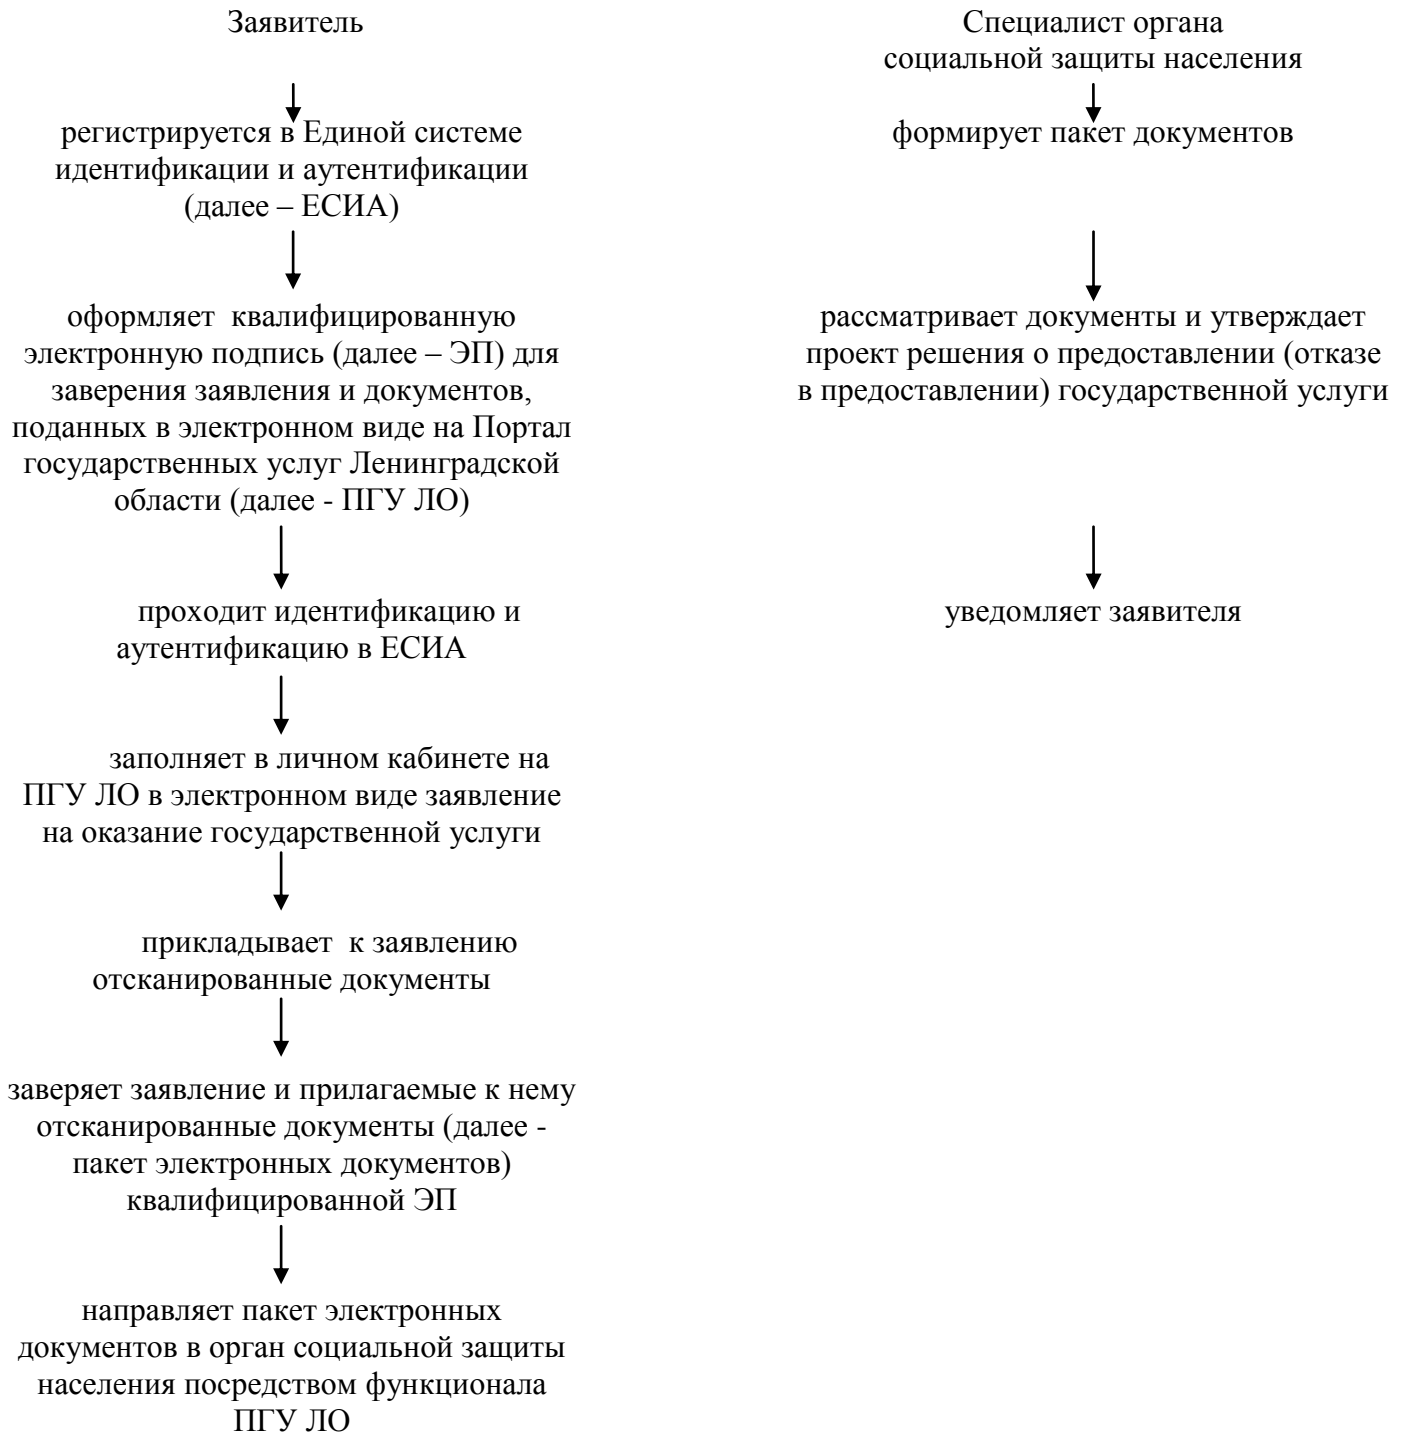 Заявитель
регистрируется в Единой системе
идентификации и аутентификации
(далее – ЕСИА)
оформляет  квалифицированную
электронную подпись (далее – ЭП) для
заверения заявления и документов,
поданных в электронном виде на Портал
государственных услуг Ленинградской
области (далее - ПГУ ЛО)
проходит идентификацию и
аутентификацию в ЕСИА
заполняет в личном кабинете на
ПГУ ЛО в электронном виде заявление
на оказание государственной услуги
прикладывает  к заявлению
отсканированные документы
заверяет заявление и прилагаемые к нему
отсканированные документы (далее -
пакет электронных документов)
квалифицированной ЭП
направляет пакет электронных
документов в орган социальной защиты
населения посредством функционала
ПГУ ЛО
Специалист органа
социальной защиты населения
формирует пакет документов
рассматривает документы и утверждает
проект решения о предоставлении (отказе
в предоставлении) государственной услуги
уведомляет заявителя